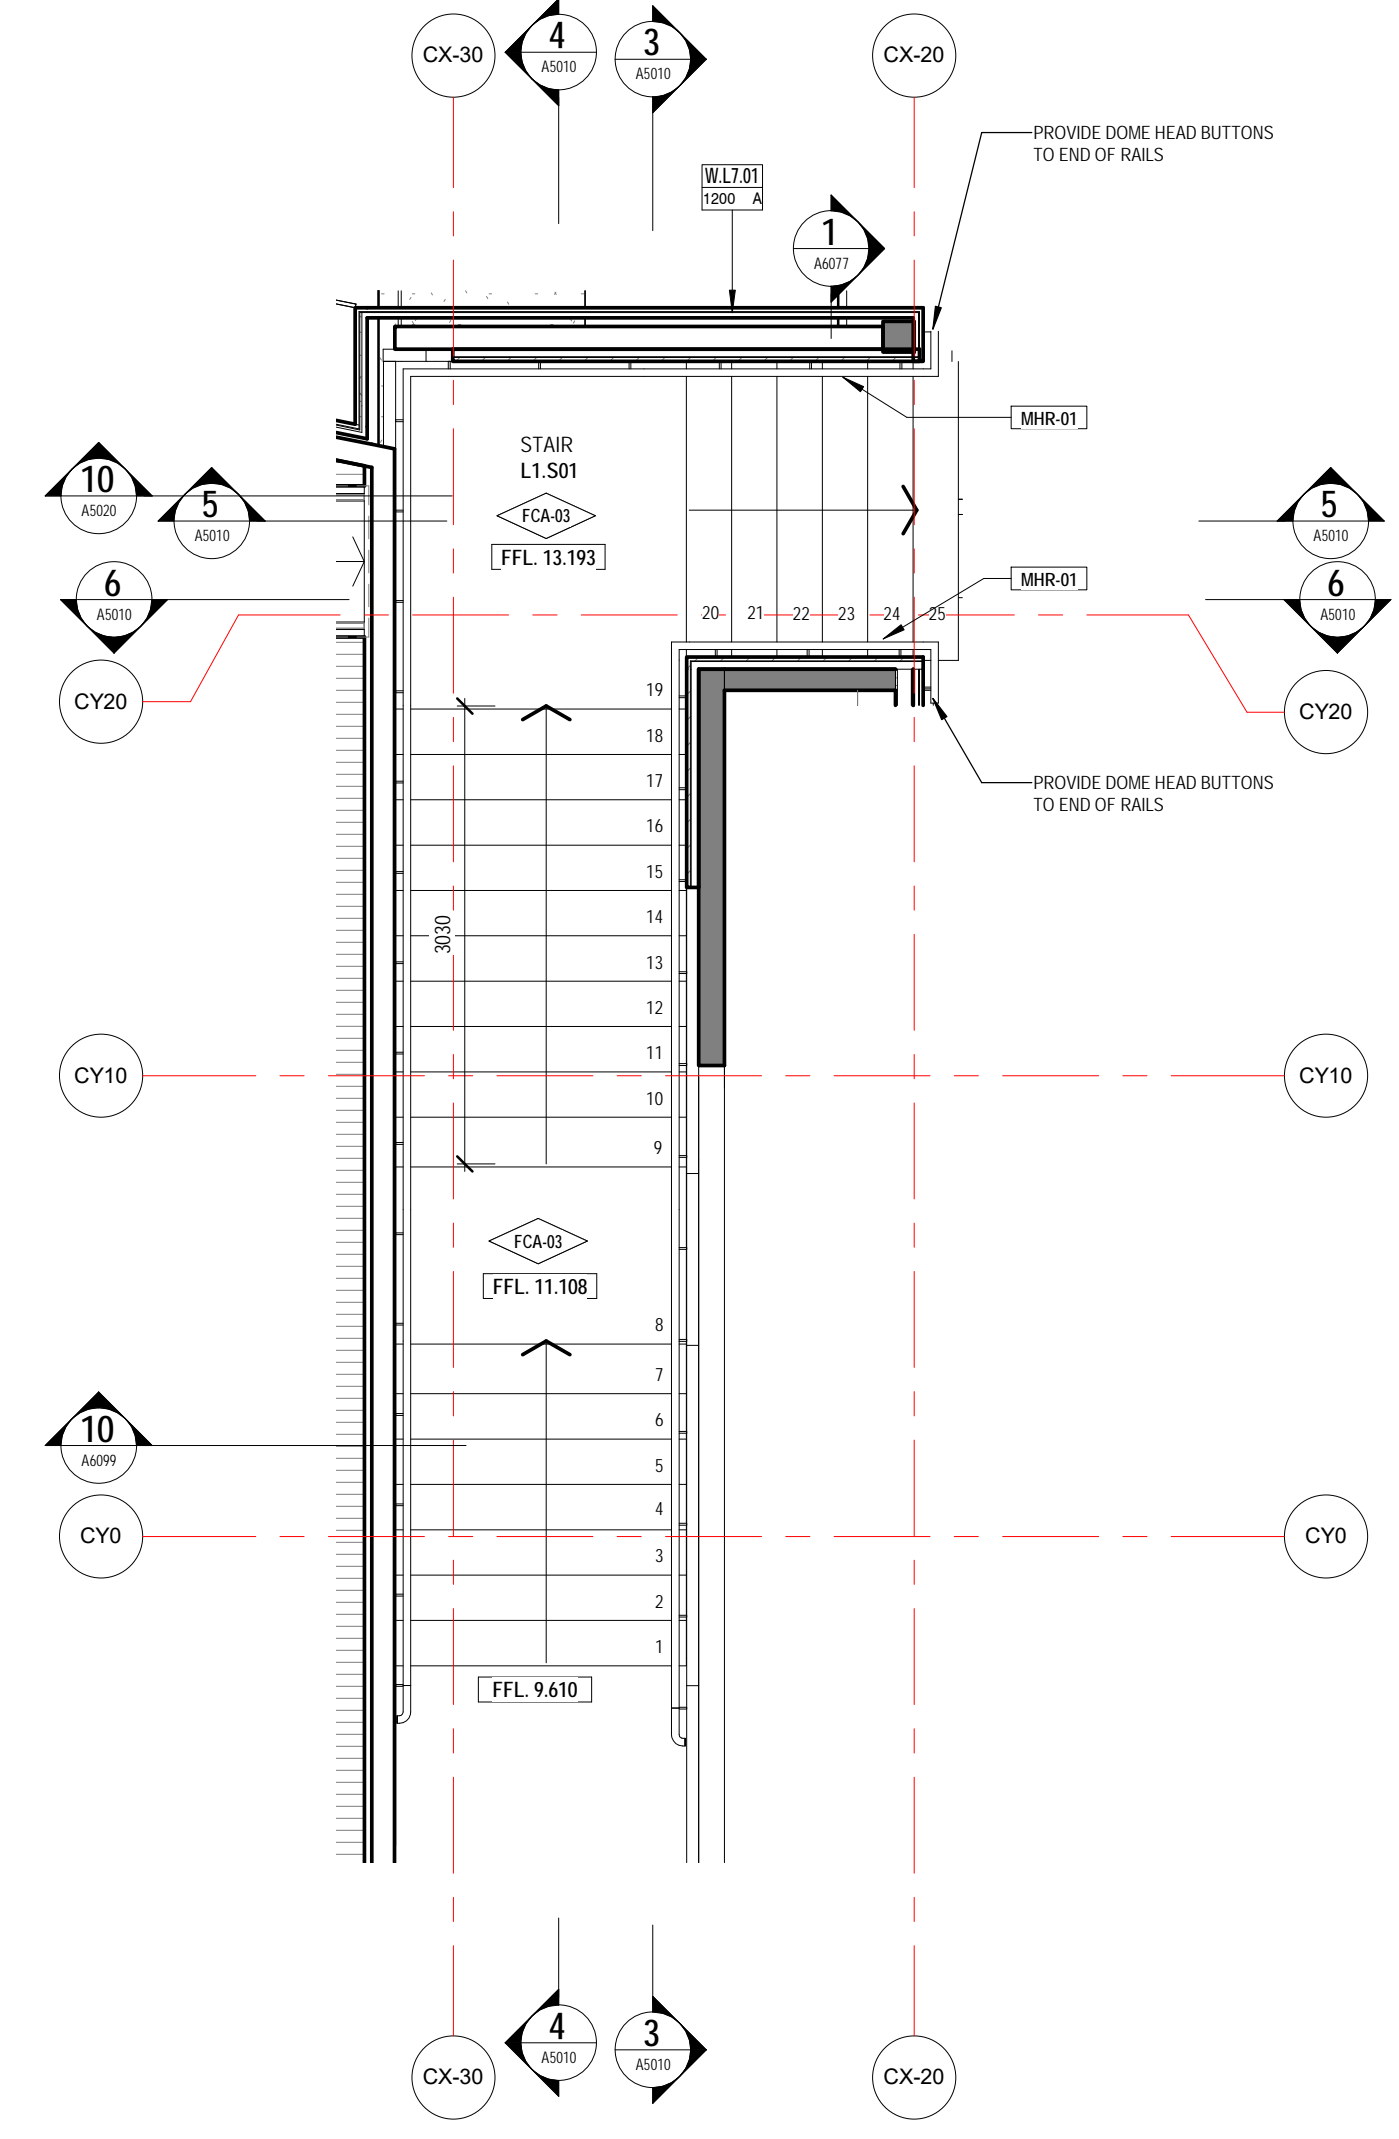 CX-30
4
A5010
3
A5010
CX-20
PROVIDE DOME HEAD BUTTONS
TO END OF RAILS
W.L7.01
1200 A
1
A6077
MHR-01
STAIR
L1.S01
FCA-03
FFL. 13.193
10
A5020
5
A5010
5
A5010
6
A5010
MHR-01
6
A5010
20 21 22 23 24 25
CY20
CY20
19
18
17
16
15
14
13
12
11
10
9
3030
PROVIDE DOME HEAD BUTTONS
TO END OF RAILS
CY10
CY10
FCA-03
FFL. 11.108
8
7
6
5
4
3
2
1
10
A6099
CY0
CY0
FFL. 9.610
CX-30
4
A5010
3
A5010
CX-20